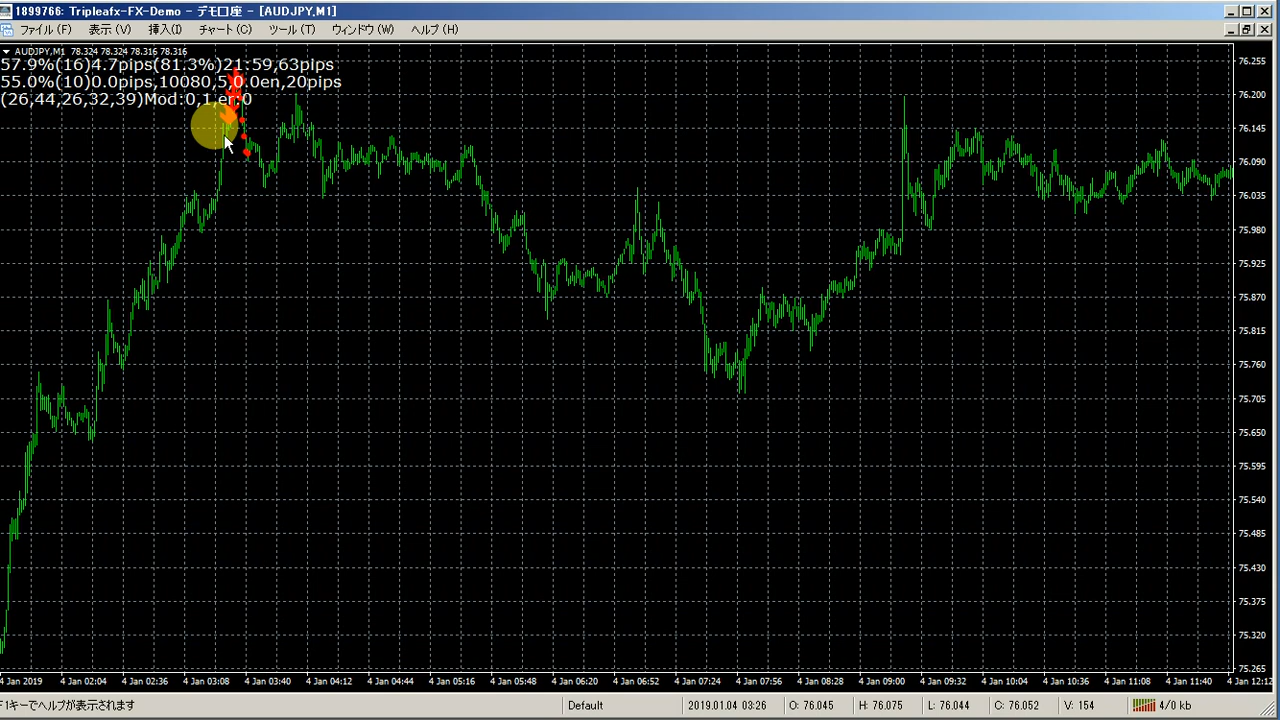 1899766: Tripleafx-FX-Demo - デモ口座 - [AUDJPY,M1]
ファイル (F) 表示 (V) 挿入(I) チャート (C) ツール (T) ウィンドウ (W) ヘルプ (H)
AUDJPY,M1 78.324 78.324 78.316 78.316
57.9%(16)4.7pips(81.3%)21:59,63pips
55.0%(10)0.0pips,10080,5,0.0en,20pips
(26,44,26,32,39)Mod:0,1,er:0
76.255
76.200
76.145
76.090
76.035
75.980
75.925
75.870
75.815
75.760
75.705
75.650
75.595
75.540
75.485
75.430
75.375
75.320
75.265
4 Jan 2019 4 Jan 02:04 4 Jan 02:36 4 Jan 03:08 4 Jan 03:40 4 Jan 04:12 4 Jan 04:44 4 Jan 05:16 4 Jan 05:48 4 Jan 06:20 4 Jan 06:52 4 Jan 07:24 4 Jan 07:56 4 Jan 08:28 4 Jan 09:00 4 Jan 09:32 4 Jan 10:04 4 Jan 10:36 4 Jan 11:08 4 Jan 11:40 4 Jan 12:12
F1キーでヘルプが表示されます Default 2019.01.04 03:26 O: 76.045 H: 76.075 L: 76.044 C: 76.052 V: 154 4/0 kb